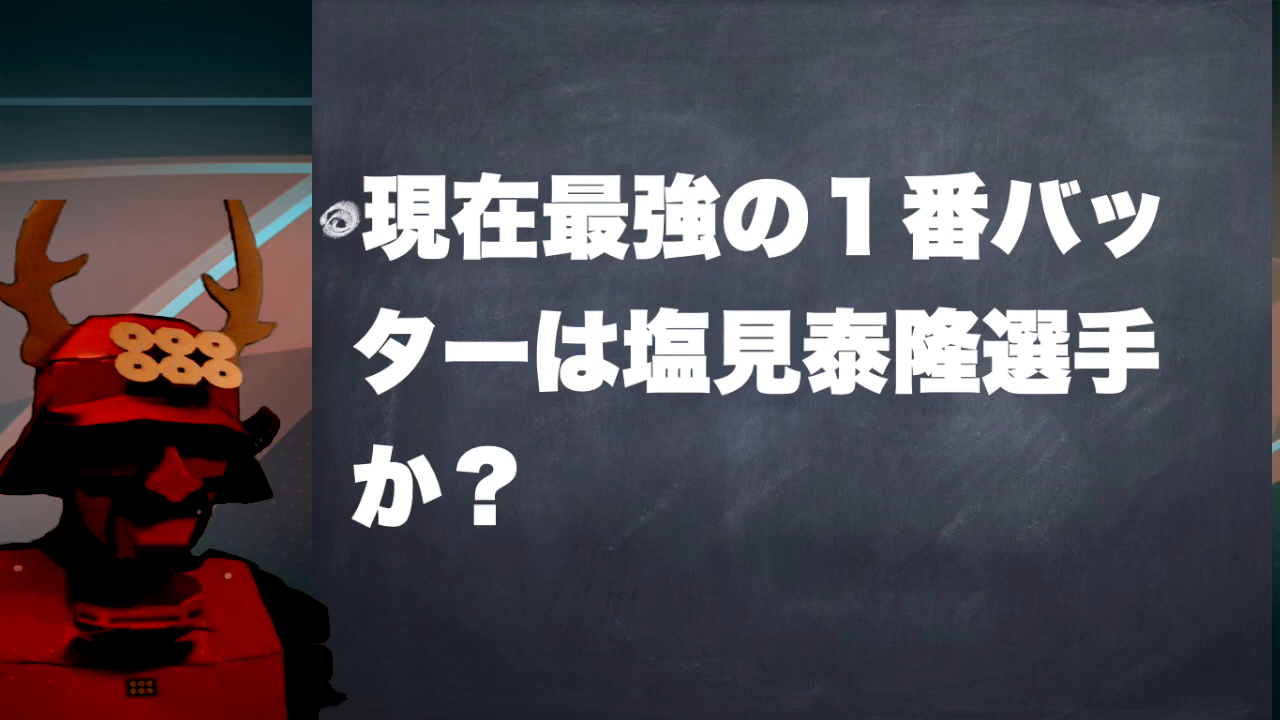 現在最強の１番バッ
ターは塩見泰隆選手
か？